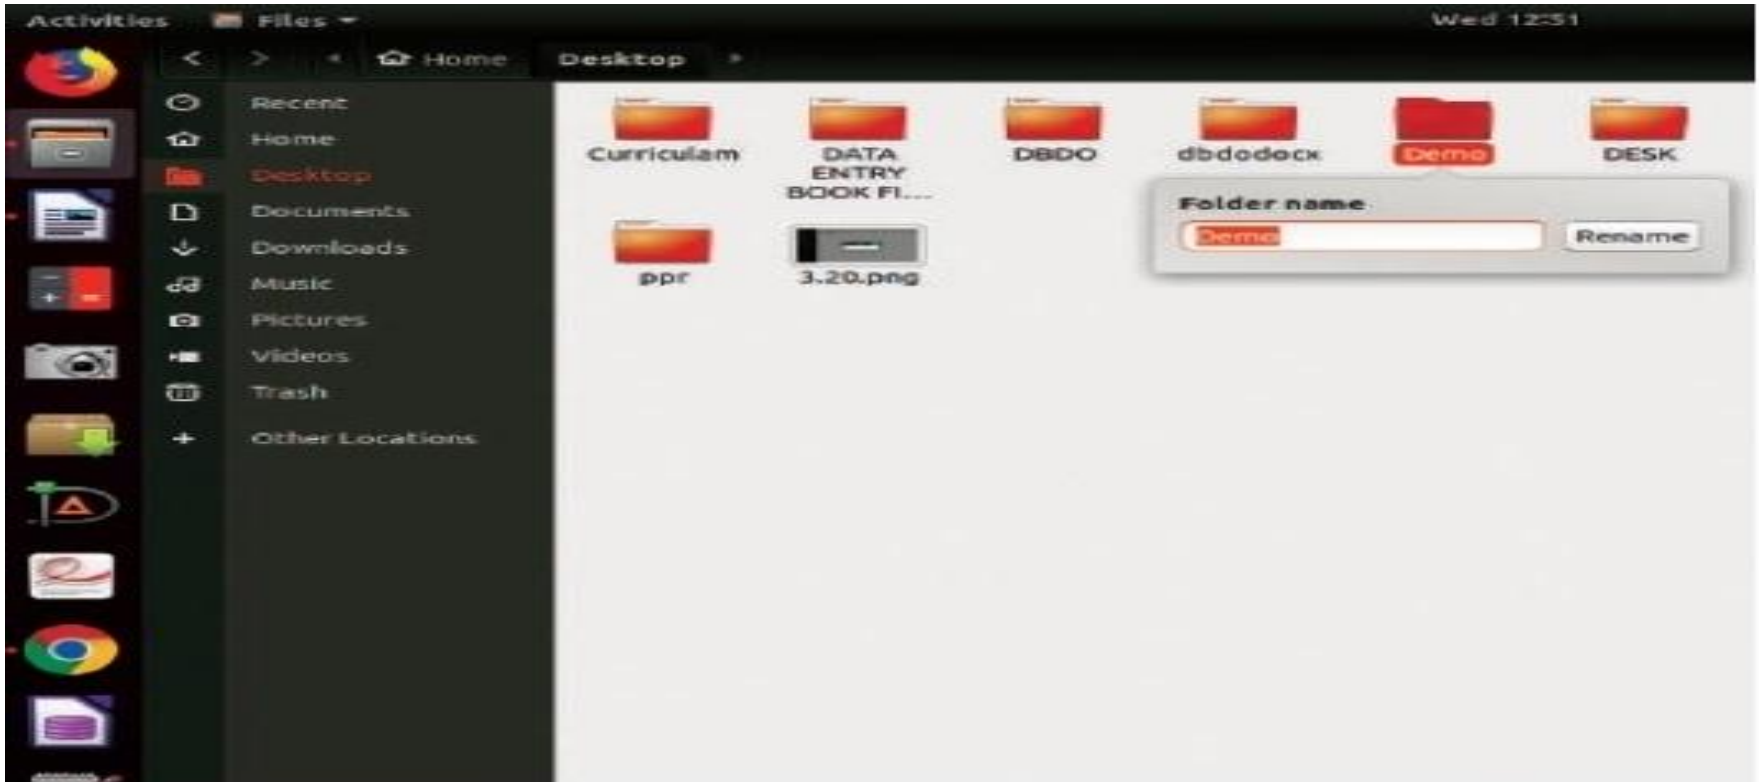 Activities Files Wed 12:51
Home Desktop
Recent
Home
Desktop
Documents
Downloads
Music
Pictures
Videos
Trash
Other Locations
Curriculam
DATA
ENTRY
BOOK FI....
DBDO
dbdodocx
Demo
DESK
ppr
3.20.png
Folder name
Demo
Rename